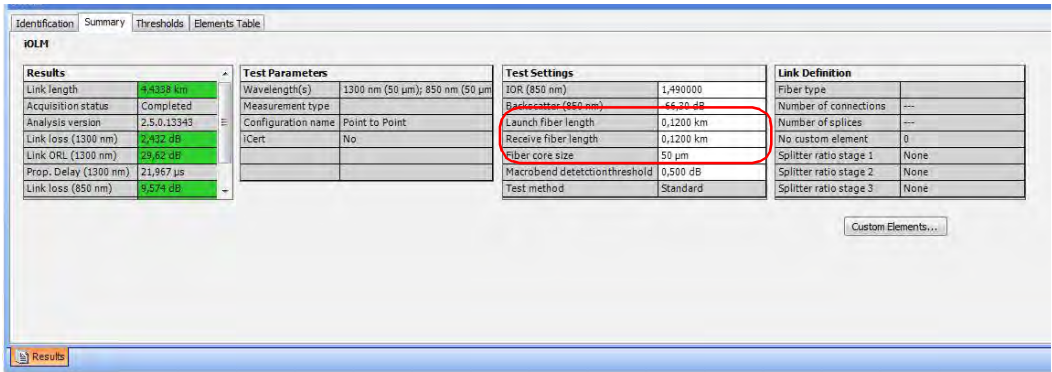 Identification Summary Thresholds Elements Table
iOLM
Results
Link length 4,4338 km
Acquisition status Completed
Analysis version 2.5.0.13343
Link loss (1300 nm) 2,432 dB
Link ORL (1300 nm) 29,62 dB
Prop. Delay (1300 nm) 21,967 µs
Link loss (850 nm) 9,574 dB
Test Parameters
Wavelength(s) 1300 nm (50 µm); 850 nm (50 µm
Measurement type
Configuration name Point to Point
iCert No
Test Settings
IOR (850 nm) 1,490000
Backscatter (850 nm) -66,30 dB
Launch fiber length 0,1200 km
Receive fiber length 0,1200 km
Fiber core size 50 µm
Macrobend detetctionthreshold 0,500 dB
Test method Standard
Link Definition
Fiber type
Number of connections ---
Number of splices ---
No custom element 0
Splitter ratio stage 1 None
Splitter ratio stage 2 None
Splitter ratio stage 3 None
Custom Elements...
Results